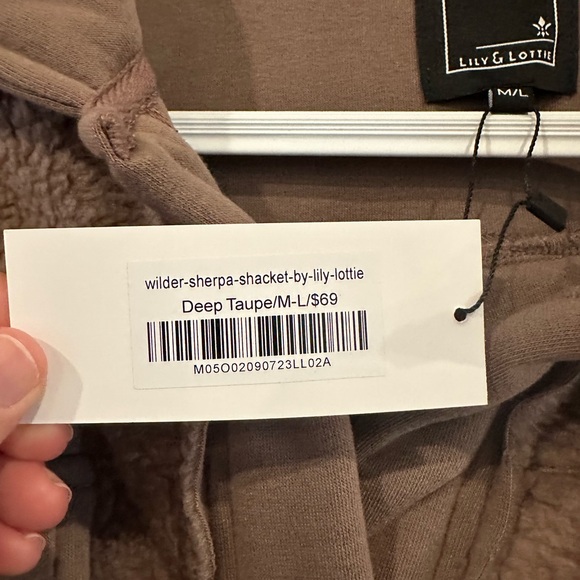 LILY & LOTTIE
M/L
wilder-sherpa-shacket-by-lily-lottie
Deep Taupe/M-L/$69
M05O02090723LL02A